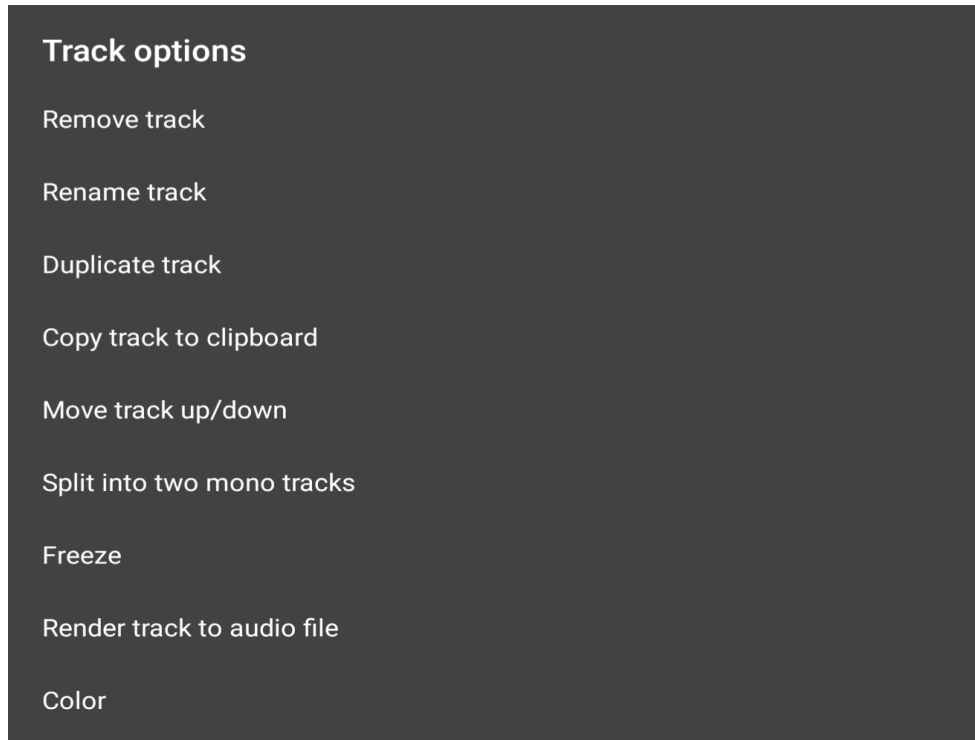 Track options
Remove track
Rename track
Duplicate track
Copy track to clipboard
Move track up/down
Split into two mono tracks
Freeze
Render track to audio file
Color